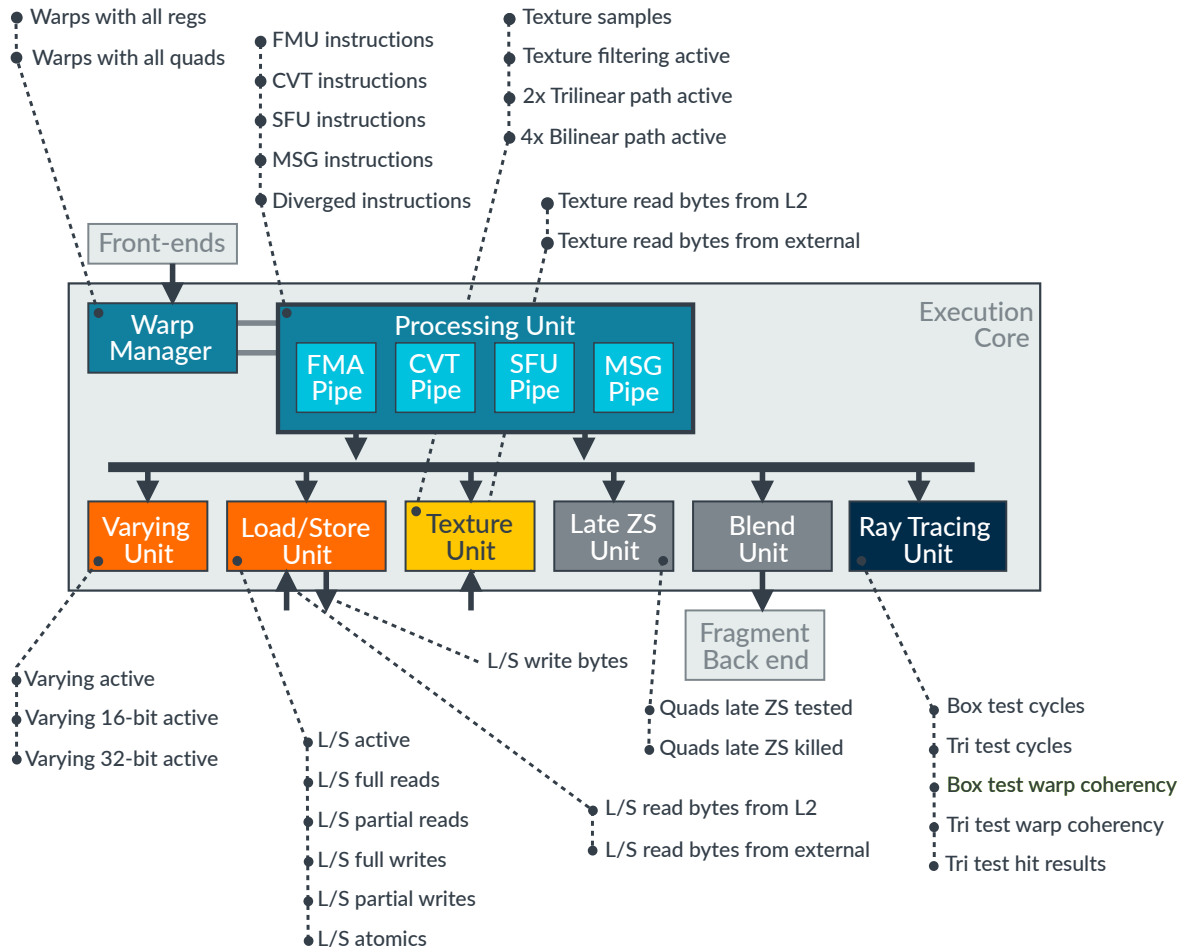 Warps with all regs
Warps with all quads
FMU instructions
CVT instructions
SFU instructions
MSG instructions
Diverged instructions
Texture samples
Texture filtering active
2x Trilinear path active
4x Bilinear path active
Texture read bytes from L2
Texture read bytes from external
Front-ends
Execution
Core
Warp
Manager
Processing Unit
FMA
Pipe
CVT
Pipe
SFU
Pipe
MSG
Pipe
Varying
Unit
Load/Store
Unit
Texture
Unit
Late ZS
Unit
Blend
Unit
Ray Tracing
Unit
Fragment
Back end
L/S write bytes
Varying active
Varying 16-bit active
Varying 32-bit active
L/S active
L/S full reads
L/S partial reads
L/S full writes
L/S partial writes
L/S atomics
L/S read bytes from L2
L/S read bytes from external
Quads late ZS tested
Quads late ZS killed
Box test cycles
Tri test cycles
Box test warp coherency
Tri test warp coherency
Tri test hit results